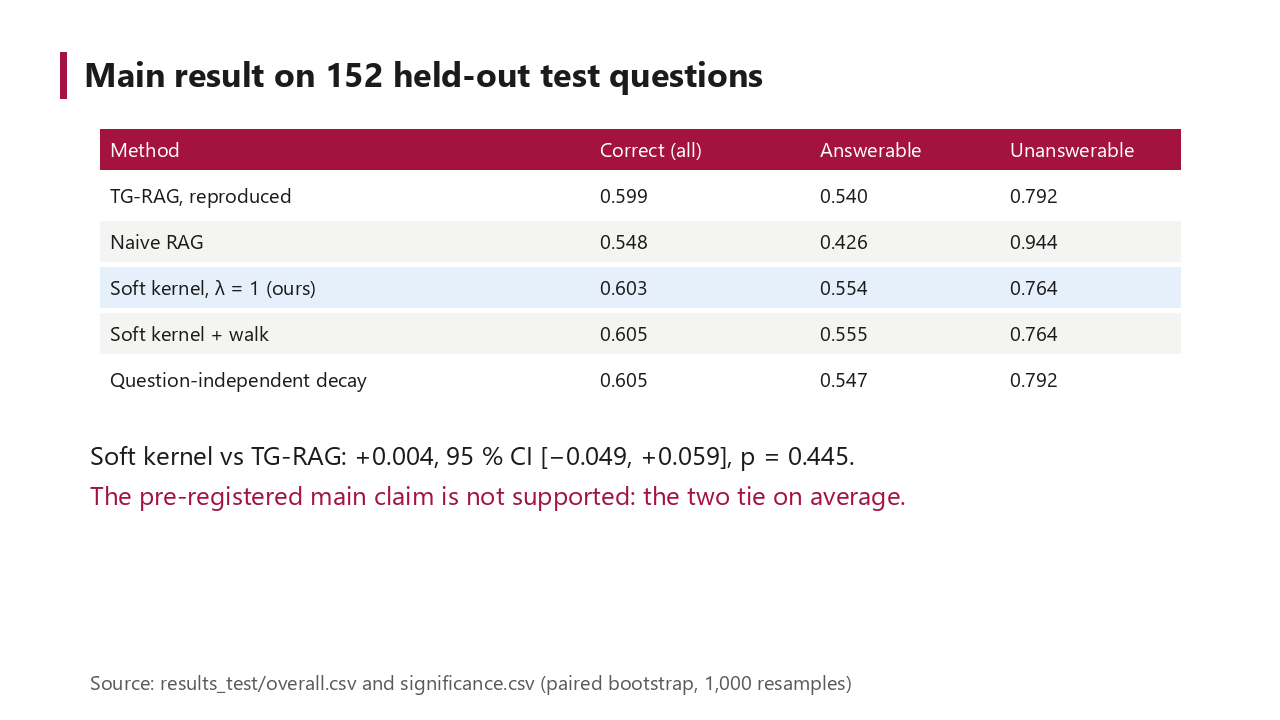 Main result on 152 held-out test questions
Method Correct (all) Answerable Unanswerable
TG-RAG, reproduced 0.599 0.540 0.792
Naive RAG 0.548 0.426 0.944
Soft kernel, λ = 1 (ours) 0.603 0.554 0.764
Soft kernel + walk 0.605 0.555 0.764
Question-independent decay 0.605 0.547 0.792
Soft kernel vs TG-RAG: +0.004, 95 % CI [−0.049, +0.059], p = 0.445.
The pre-registered main claim is not supported: the two tie on average.
Source: results_test/overall.csv and significance.csv (paired bootstrap, 1,000 resamples)